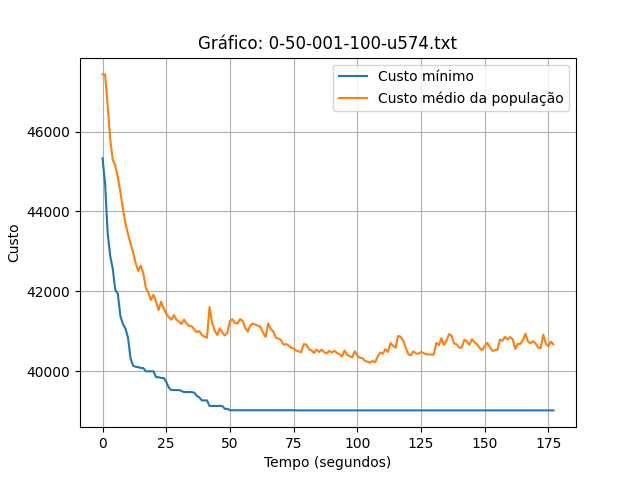 Gráfico: 0-50-001-100-u574.txt
Custo mínimo
Custo médio da população
Custo
46000
44000
42000
40000
0 25 50 75 100 125 150 175
Tempo (segundos)